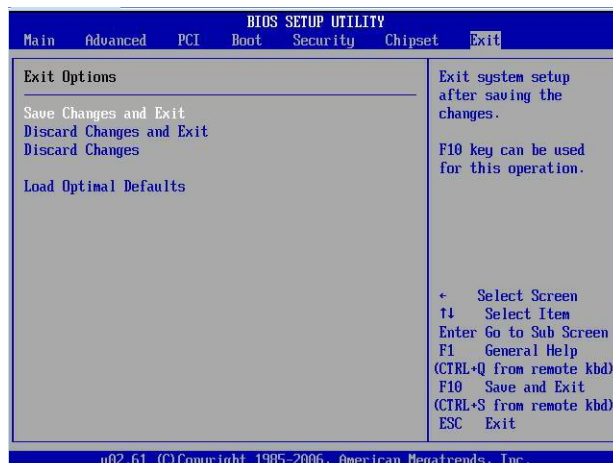 BIOS SETUP UTILITY
Main Advanced PCI Boot Security Chipset Exit
Exit Options
Save Changes and Exit
Discard Changes and Exit
Discard Changes
Load Optimal Defaults
Exit system setup
after saving the
changes.
F10 key can be used
for this operation.
← Select Screen
↑↓ Select Item
Enter Go to Sub Screen
F1 General Help
(CTRL+Q from remote kbd)
F10 Save and Exit
(CTRL+S from remote kbd)
ESC Exit
v02.61 (C)Copyright 1985-2006, American Megatrends, Inc.